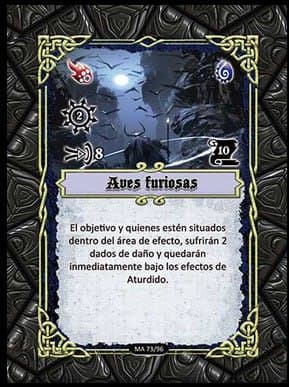 2
8
10
Aves furiosas
El objetivo y quienes estén situados
dentro del área de efecto, sufrirán 2
dados de daño y quedarán
inmediatamente bajo los efectos de
Aturdido.
MA 73/96